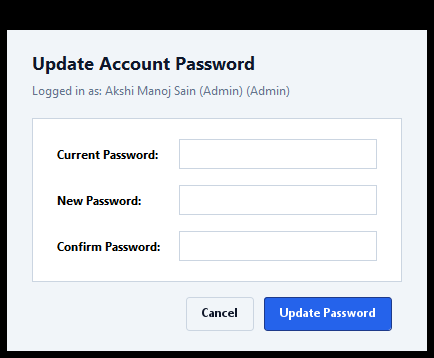 Update Account Password
Logged in as: Akshi Manoj Sain (Admin) (Admin)
Current Password:
New Password:
Confirm Password:
Cancel Update Password